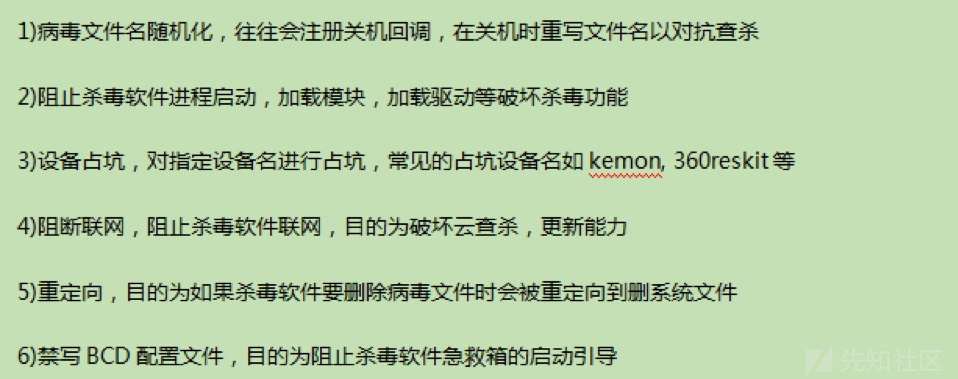 1)病毒文件名随机化，往往会注册关机回调，在关机时重写文件名以对抗查杀
2)阻止杀毒软件进程启动，加载模块，加载驱动等破坏杀毒功能
3)设备占坑，对指定设备名进行占坑，常见的占坑设备名如 kemon, 360reskit 等
4)阻断联网，阻止杀毒软件联网，目的为破坏云查杀，更新能力
5)重定向，目的为如果杀毒软件要删除病毒文件时会被重定向到删系统文件
6)禁写 BCD 配置文件，目的为阻止杀毒软件急救箱的启动引导
先知社区